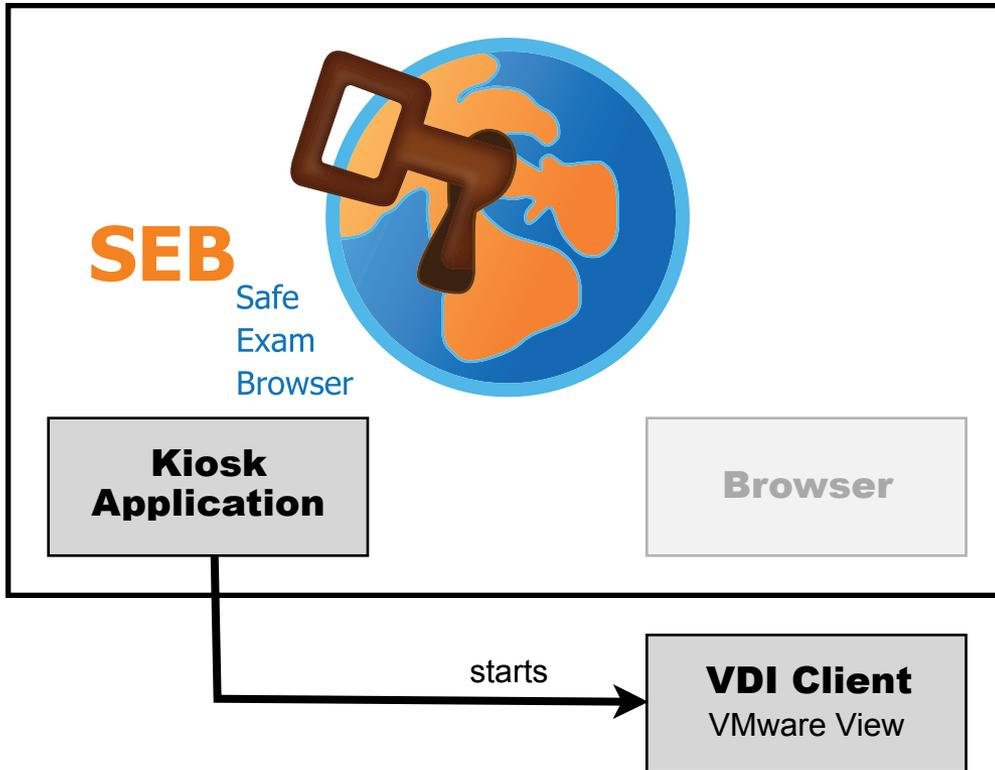 SEB
Safe
Exam
Browser
Kiosk
Application
Browser
starts
VDI Client
VMware View